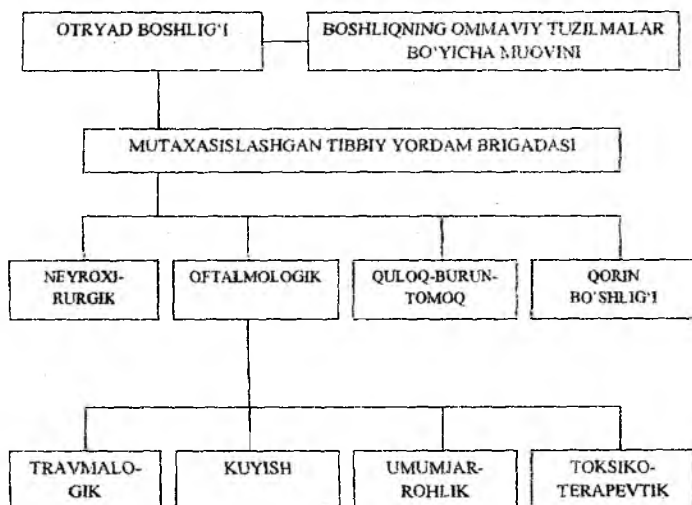 OTRYAD BOSHLIG'I
BOSHLIQNING OMMAVIY TUZILMALAR
BO'YICHA MUOVINI
MUTAXASISLASHGAN TIBBIY YORDAM BRIGADASI
NEYROXI-
RURGIK
OFTALMOLOGIK
QULOQ-BURUN-
TOMOQ
QORIN
BO'SHLIG'I
TRAVMALO-
GIK
KUYISH
UMUMJAR-
ROHLIK
TOKSIKO-
TERAPEVTIK